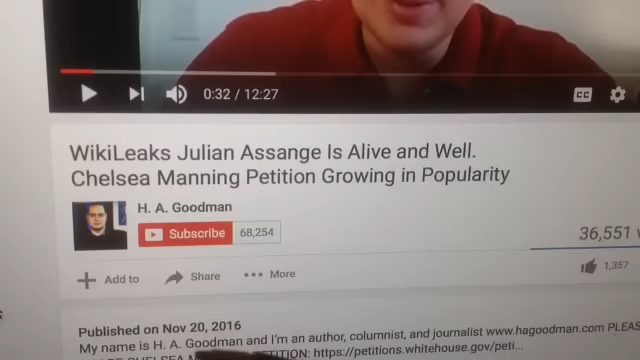 0:32 / 12:27
CC
WikiLeaks Julian Assange Is Alive and Well.
Chelsea Manning Petition Growing in Popularity
H. A. Goodman
Subscribe 68,254
36,551
1,357
Add to Share More
Published on Nov 20, 2016
My name is H. A. Goodman and I'm an author, columnist, and journalist www.hagoodman.com PLEAS
CHELSEA https://petitions.whitehouse.gov/peti...